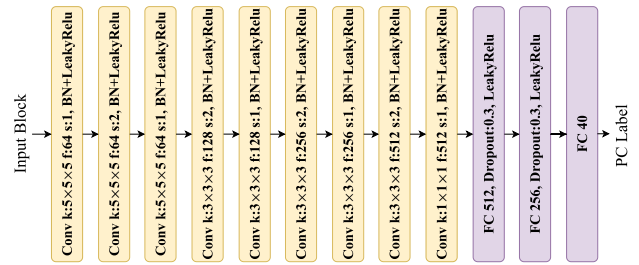 Input Block
Conv k:5×5×5 f:64 s:1, BN+LeakyRelu
Conv k:5×5×5 f:64 s:2, BN+LeakyRelu
Conv k:5×5×5 f:64 s:1, BN+LeakyRelu
Conv k:3×3×3 f:128 s:2, BN+LeakyRelu
Conv k:3×3×3 f:128 s:1, BN+LeakyRelu
Conv k:3×3×3 f:256 s:2, BN+LeakyRelu
Conv k:3×3×3 f:256 s:1, BN+LeakyRelu
Conv k:3×3×3 f:512 s:2, BN+LeakyRelu
Conv k:1×1×1 f:512 s:1, BN+LeakyRelu
FC 512, Dropout:0.3, LeakyRelu
FC 256, Dropout:0.3, LeakyRelu
FC 40
PC Label